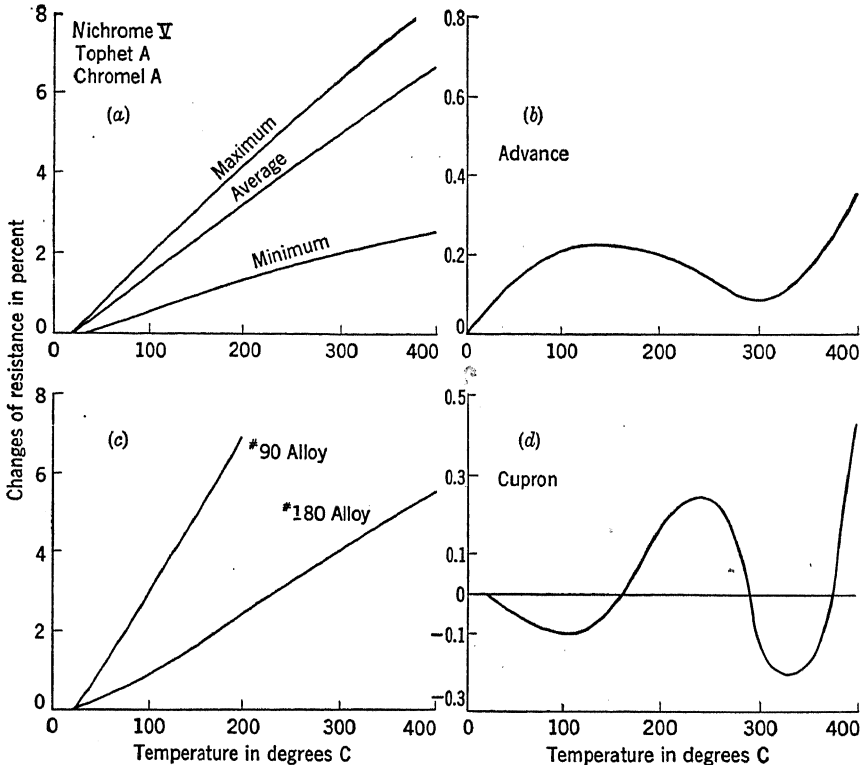 Changes of resistance in percent
8
6
4
2
0
Nichrome V
Tophet A
Chromel A
(a)
Maximum
Average
Minimum
0
100
200
300
400
0.8
0.6
0.4
0.2
0
(b)
Advance
0
100
200
300
400
8
6
4
2
0
(c)
#90 Alloy
#180 Alloy
0
100
200
300
400
Temperature in degrees C
0.5
0.3
0.1
0
-0.1
-0.3
(d)
Cupron
0
100
200
300
400
Temperature in degrees C